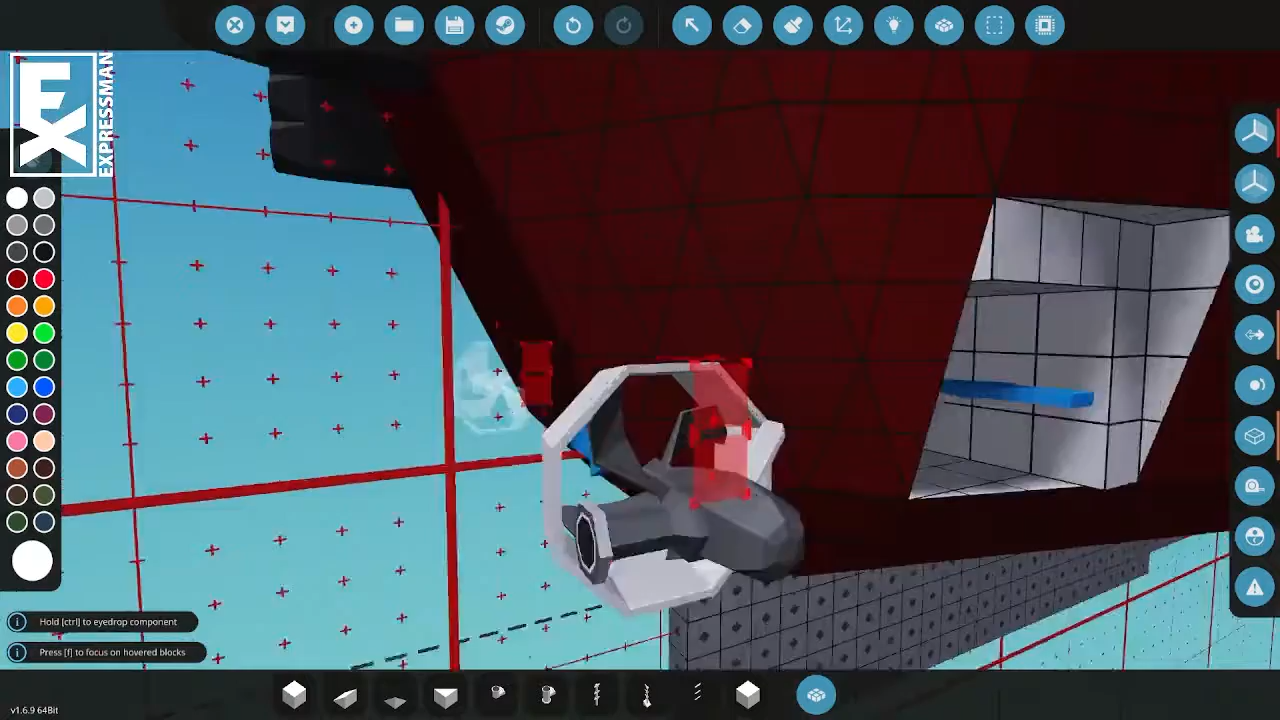 EX
EXPRESSMAN
Hold [ctrl] to eyedrop component
Press [f] to focus on hovered blocks
v1.6.9 64Bit